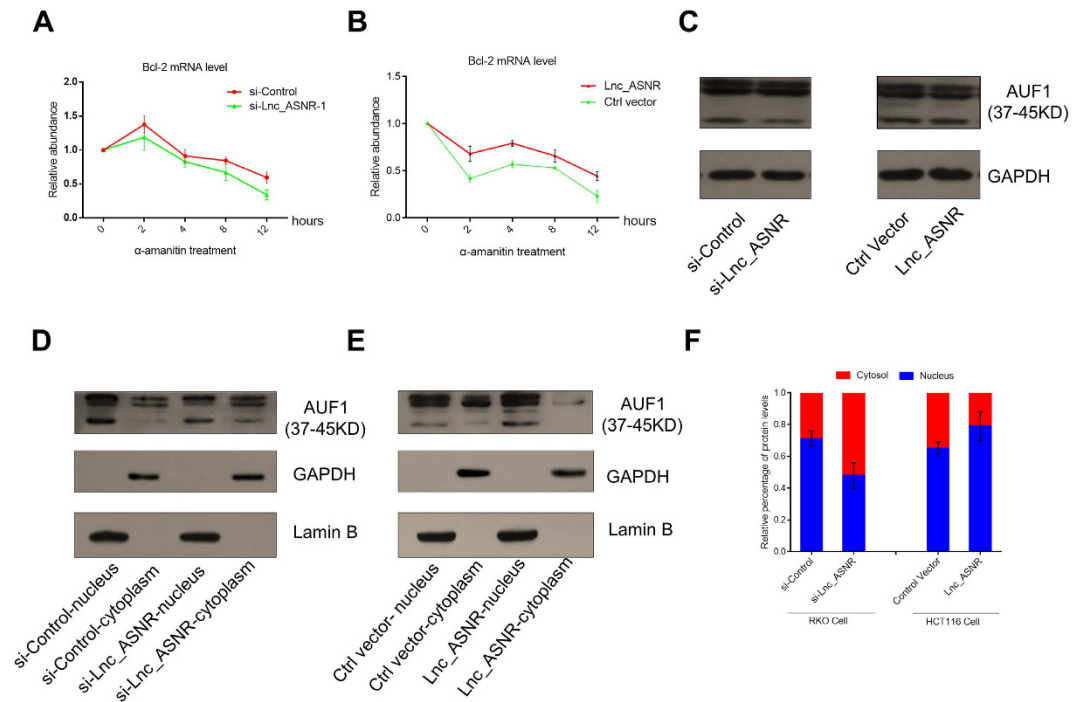 A
Bcl-2 mRNA level
si-Control
si-Lnc_ASNR-1
Relative abundance
2.0
1.5
1.0
0.5
0.0
0
2
4
8
12
hours
α-amanitin treatment
B
Bcl-2 mRNA level
Lnc_ASNR
Ctrl vector
Relative abundance
1.5
1.0
0.5
0.0
0
2
4
8
12
hours
α-amanitin treatment
C
AUF1
(37-45KD)
GAPDH
si-Control
si-Lnc_ASNR
Ctrl Vector
Lnc_ASNR
D
AUF1
(37-45KD)
GAPDH
Lamin B
si-Control-nucleus
si-Control-cytoplasm
si-Lnc_ASNR-nucleus
si-Lnc_ASNR-cytoplasm
E
AUF1
(37-45KD)
GAPDH
Lamin B
Ctrl vector- nucleus
Ctrl vector-cytoplasm
Lnc_ASNR-nucleus
Lnc_ASNR-cytoplasm
F
Cytosol
Nucleus
Relative percentage of protein levels
1.0
0.8
0.6
0.4
0.2
0.0
si-Control
si-Lnc_ASNR
Control Vector
Lnc_ASNR
RKO Cell
HCT116 Cell